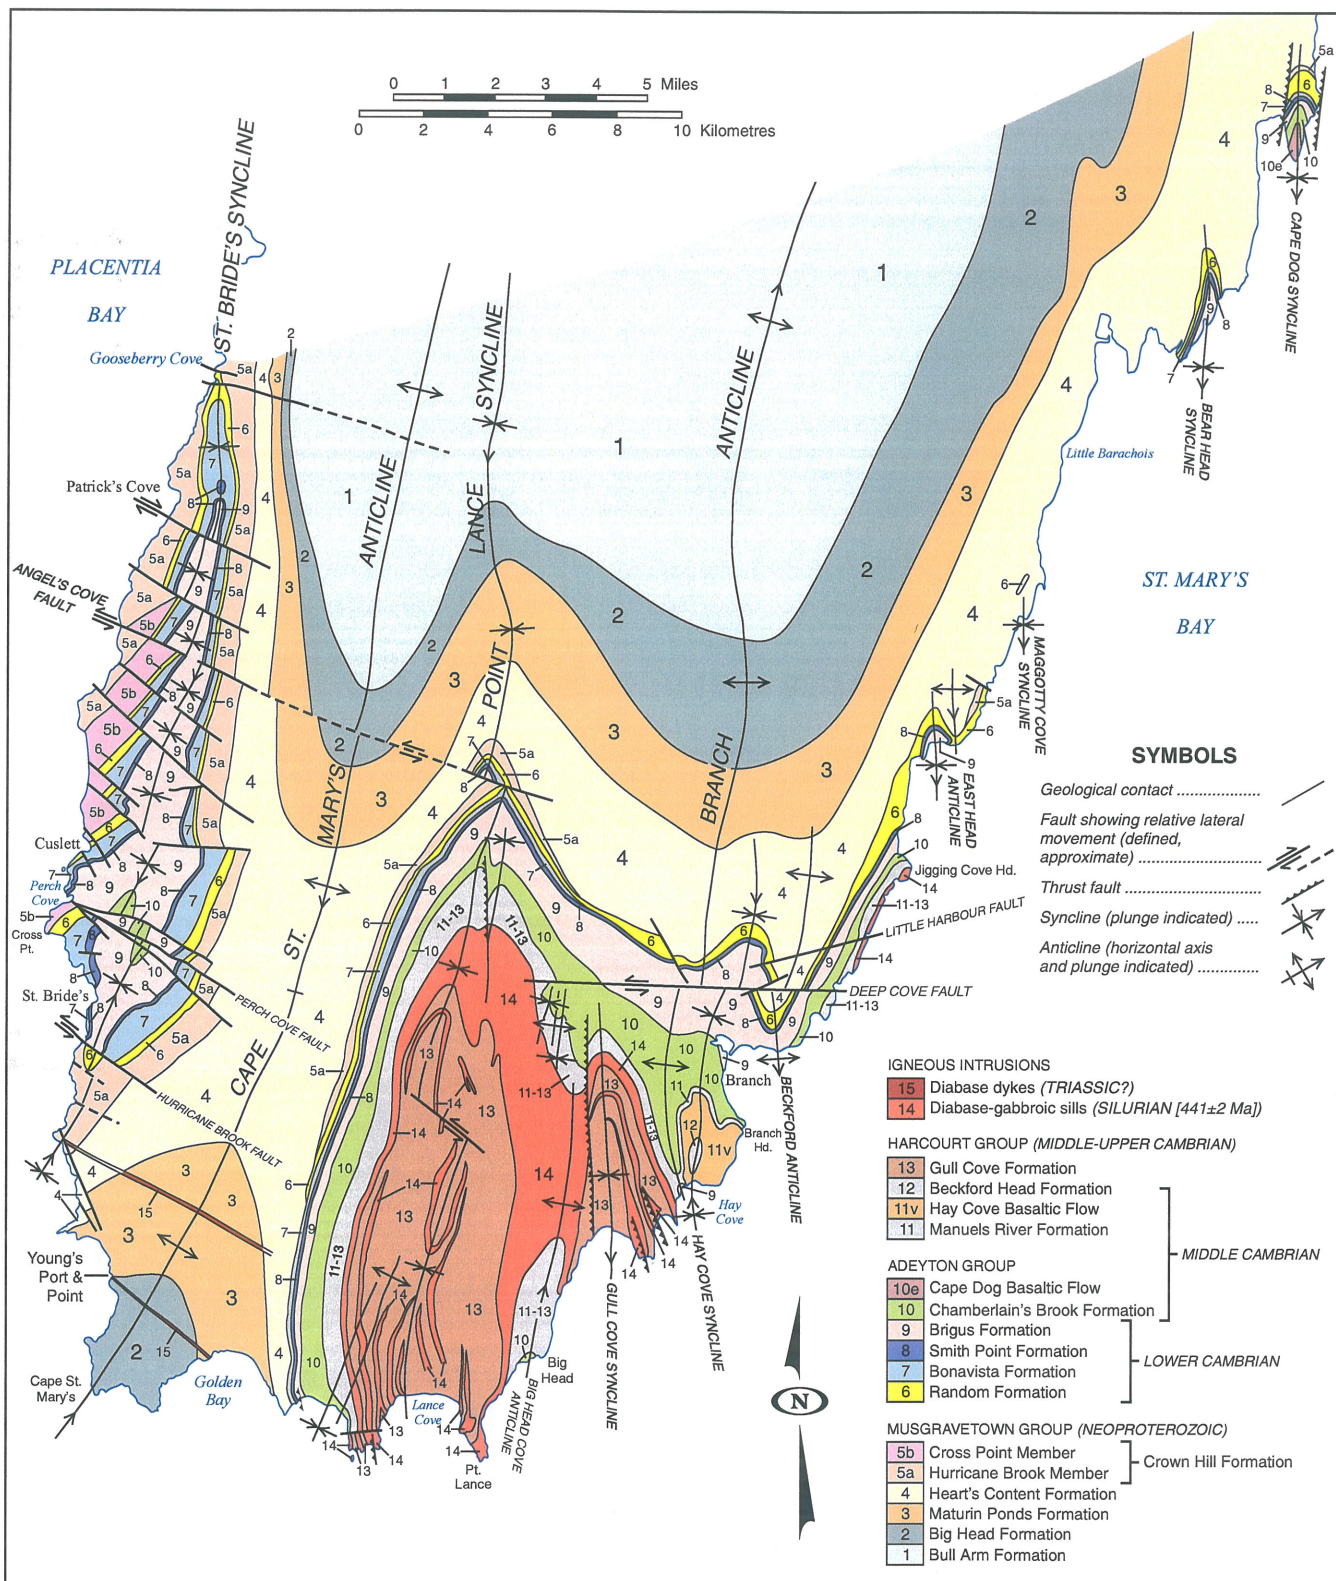 0 1 2 3 4 5 Miles
0 2 4 6 8 10 Kilometres
PLACENTIA
BAY
ST. BRIDE'S SYNCLINE
Gooseberry Cove
Patrick's Cove
ANGEL'S COVE
FAULT
Cuslett
Perch
Cove
Cross
Pt.
St. Bride's
PERCH COVE FAULT
HURRICANE BROOK FAULT
Young's
Port &
Point
Cape St.
Mary's
Golden
Bay
CAPE ST. MARY'S ANTICLINE
LANCE POINT SYNCLINE
BRANCH ANTICLINE
Lance
Cove
Pt.
Lance
Big
Head
BIG HEAD COVE
ANTICLINE
GULL COVE SYNCLINE
HAY COVE SYNCLINE
Hay
Cove
Branch
Hd.
Branch
BECKFORD ANTICLINE
DEEP COVE FAULT
LITTLE HARBOUR FAULT
Jigging Cove Hd.
EAST HEAD
ANTICLINE
MAGGOTTY COVE
SYNCLINE
Little Barachois
BEAR HEAD
SYNCLINE
CAPE DOG SYNCLINE
ST. MARY'S
BAY
SYMBOLS
Geological contact ..................
Fault showing relative lateral
movement (defined,
approximate) ......................
Thrust fault ...........................
Syncline (plunge indicated) .....
Anticline (horizontal axis
and plunge indicated) .............
IGNEOUS INTRUSIONS
15 Diabase dykes (TRIASSIC?)
14 Diabase-gabbroic sills (SILURIAN [441±2 Ma])
HARCOURT GROUP (MIDDLE-UPPER CAMBRIAN)
13 Gull Cove Formation
12 Beckford Head Formation
11v Hay Cove Basaltic Flow
11 Manuels River Formation
MIDDLE CAMBRIAN
ADEYTON GROUP
10e Cape Dog Basaltic Flow
10 Chamberlain's Brook Formation
9 Brigus Formation
8 Smith Point Formation
7 Bonavista Formation
6 Random Formation
LOWER CAMBRIAN
MUSGRAVETOWN GROUP (NEOPROTEROZOIC)
5b Cross Point Member
5a Hurricane Brook Member
Crown Hill Formation
4 Heart's Content Formation
3 Maturin Ponds Formation
2 Big Head Formation
1 Bull Arm Formation
N